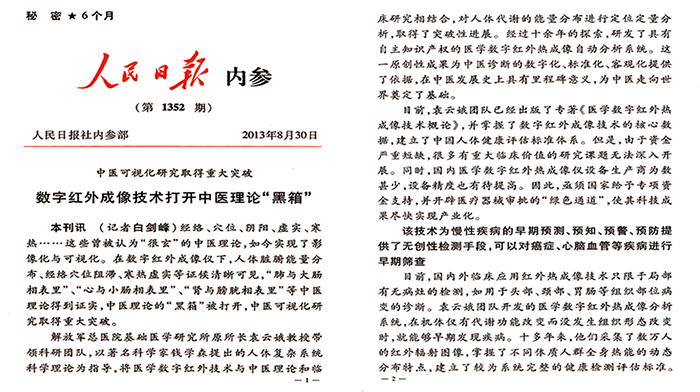 秘 密 ★ 6 个月
人民日报 内参
(第 1352 期)
人民日报社内参部 2013年8月30日
中医可视化研究取得重大突破
数字红外成像技术打开中医理论“黑箱”
本刊讯 (记者白剑峰)经络、穴位、阴阳、虚实、寒
热……这些曾被认为“很玄”的中医理论,如今实现了影
像化与可视化。在数字红外成像仪下,人体脏腑能量分
布、经络穴位阻滞、寒热虚实等证候清晰可见,“肺与大肠
相表里”、“心与小肠相表里”、“肾与膀胱相表里”等中医
理论得到证实,中医理论的“黑箱”被打开,中医可视化研
究取得重大突破。
解放军总医院基础医学研究所原所长袁云娥教授带
领科研团队,以著名科学家钱学森提出的人体复杂系统
科学理论为指导,将医学数字红外技术与中医理论和临
— 1 —
床研究相结合,对人体代谢的能量分布进行定位定量分
析,取得了突破性进展。经过十余年的探索,研发了具有
自主知识产权的医学数字红外热成像自动分析系统。这
一原创性成果为中医诊断的数字化、标准化、客观化提供
了依据,在中医发展史上具有里程碑意义,为中医走向世
界奠定了基础。
目前,袁云娥团队已经出版了专著《医学数字红外热
成像技术概论》,并掌握了数字红外成像技术的核心数
据,建立了中国人体健康评估标准体系。但是,由于资金
严重短缺,很多有重大临床价值的研究课题无法深入开
展。同时,国内医学数字红外成像仪设备生产商为数
甚少,设备精度也有待提高。因此,亟须国家给予专项资
金支持,并开辟医疗器械审批的“绿色通道”,使其科技成
果尽快实现产业化。
该技术为慢性疾病的早期预测、预知、预警、预防提
供了无创性检测手段,可以对癌症、心脑血管等疾病进行
早期筛查
目前,国内外临床应用红外热成像技术只限于局部
有无病灶的检测,如用于头部、颈部、胃肠等组织部位病
变的诊断。袁云娥团队开发的医学数字红外热成像分析
系统,在机体仅有代谢功能改变而没发生组织形态改变
时,就能够早期发现疾病。十多年来,他们采集了数万人
的红外辐射图像,掌握了不同体质人群全身热能的动态
分布特点,建立了较为系统完整的健康检测评估标准。
— 2 —